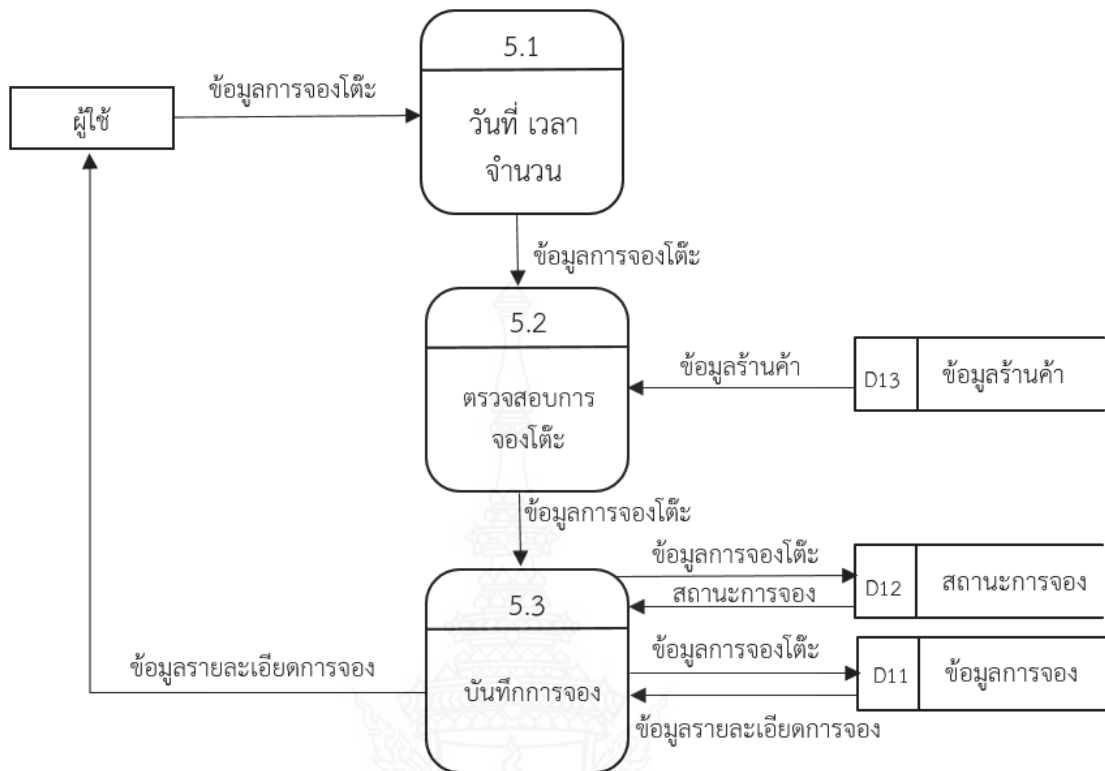 5.1
ข้อมูลการจองโต๊ะ
ผู้ใช้
วันที่ เวลา
จำนวน
ข้อมูลการจองโต๊ะ
5.2
ข้อมูลร้านค้า
D13
ข้อมูลร้านค้า
ตรวจสอบการ
จองโต๊ะ
ข้อมูลการจองโต๊ะ
ข้อมูลการจองโต๊ะ
D12
สถานะการจอง
สถานะการจอง
5.3
ข้อมูลการจองโต๊ะ
ข้อมูลรายละเอียดการจอง
D11
ข้อมูลการจอง
บันทึกการจอง
ข้อมูลรายละเอียดการจอง